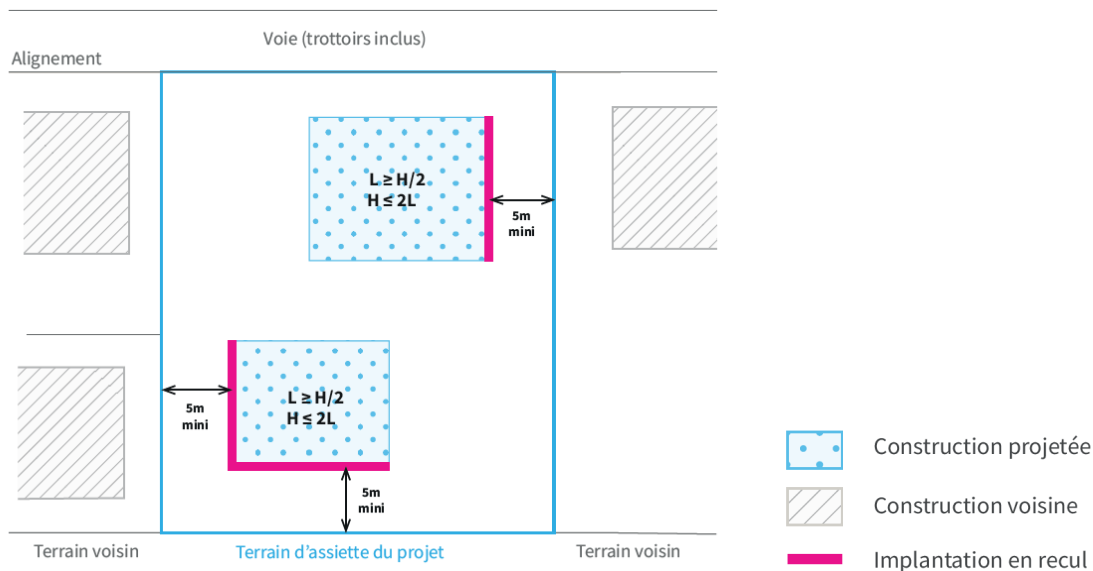 Voie (trottoirs inclus)
Alignement
L ≥ H/2
H ≤ 2L
5m
mini
L ≥ H/2
H ≤ 2L
5m
mini
5m
mini
Terrain voisin
Terrain d'assiette du projet
Terrain voisin
Construction projetée
Construction voisine
Implantation en recul